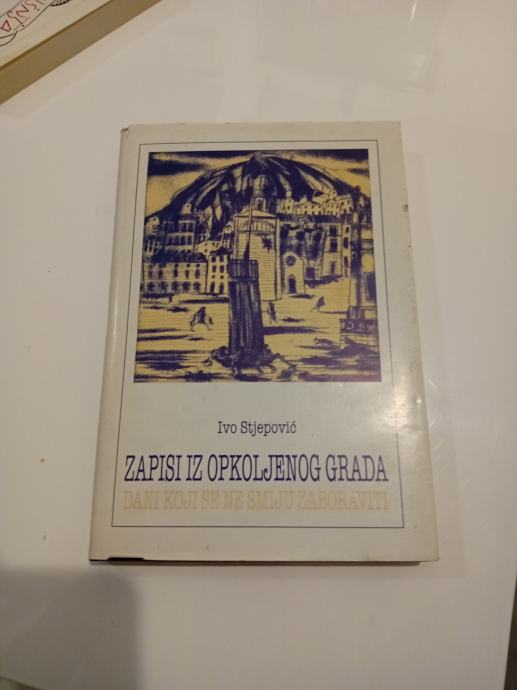 Ivo Stjepović
ZAPISI IZ OPKOLJENOG GRADA
DANI KOJI SE NE SMIJU ZABORAVITI